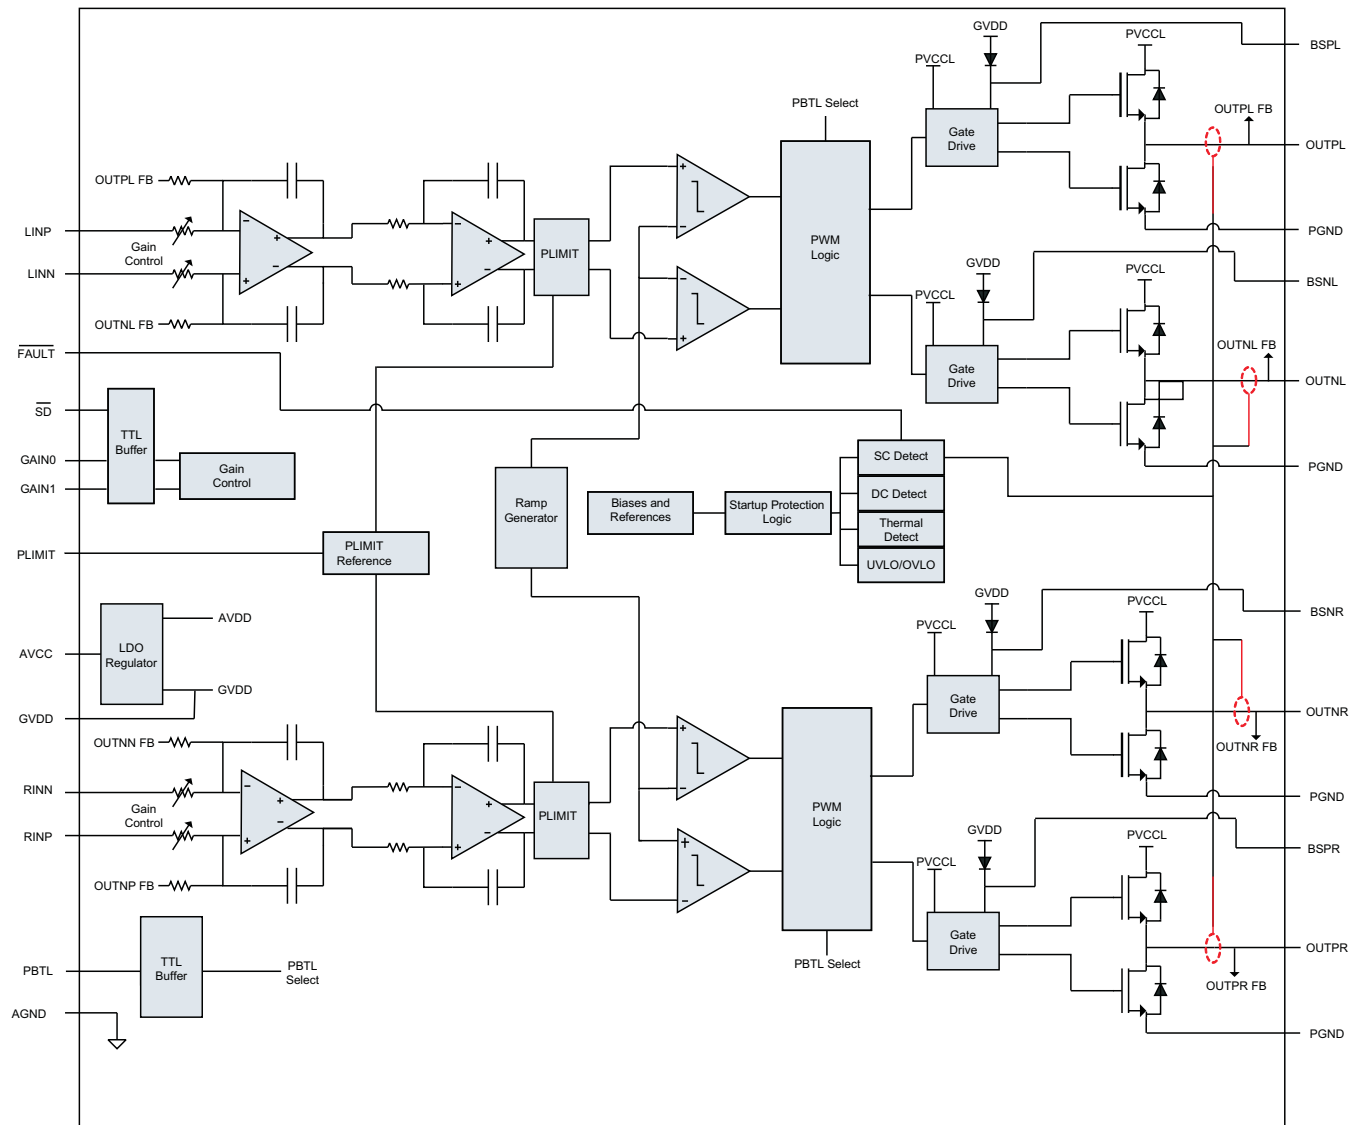 GVDD
PVCCL
BSPL
PVCCL
PBTL Select
OUTPL FB
Gate
Drive
OUTPL
OUTPL FB
LINP
Gain
Control
LINN
PLIMIT
PWM
Logic
PGND
GVDD
PVCCL
BSNL
PVCCL
OUTNL FB
OUTNL FB
FAULT
Gate
Drive
OUTNL
SD
TTL
Buffer
GAIN0
GAIN1
Gain
Control
SC Detect
PGND
DC Detect
Ramp
Generator
Biases and
References
Startup Protection
Logic
Thermal
Detect
UVLO/OVLO
PLIMIT
PLIMIT
Reference
GVDD
PVCCL
BSNR
PVCCL
AVDD
AVCC
LDO
Regulator
GVDD
GVDD
Gate
Drive
OUTNR
OUTNR FB
OUTNN FB
RINN
Gain
Control
RINP
PLIMIT
PWM
Logic
PGND
GVDD
PVCCL
BSPR
PVCCL
OUTNP FB
Gate
Drive
OUTPR
PBTL Select
OUTPR FB
PBTL
TTL
Buffer
PBTL
Select
AGND
PGND